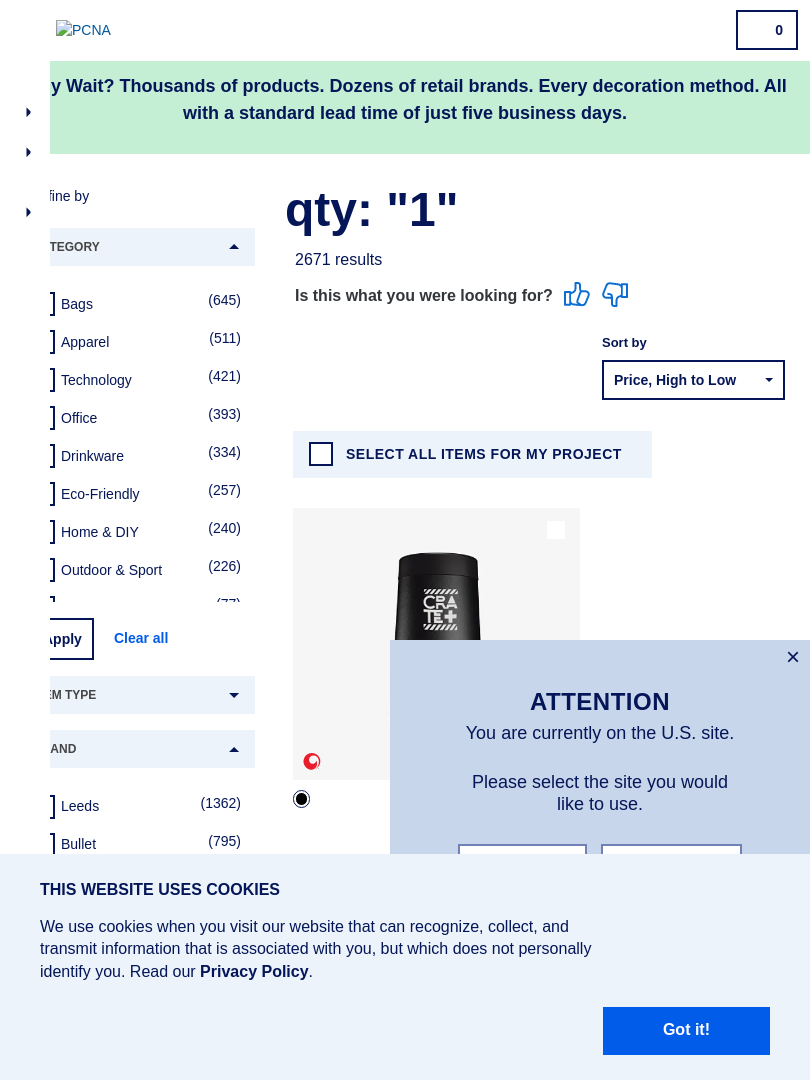 PCNA
0
y Wait? Thousands of products. Dozens of retail brands. Every decoration method. All
with a standard lead time of just five business days.
fine by
qty: "1"
TEGORY
2671 results
Is this what you were looking for?
Bags (645)
Apparel (511)
Sort by
Technology (421)
Price, High to Low
Office (393)
Drinkware (334)
SELECT ALL ITEMS FOR MY PROJECT
Eco-Friendly (257)
Home & DIY (240)
Outdoor & Sport (226)
CRA
TE+
Apply
Clear all
EM TYPE
AND
Leeds (1362)
Bullet (795)
×
ATTENTION
You are currently on the U.S. site.
Please select the site you would
like to use.
THIS WEBSITE USES COOKIES
We use cookies when you visit our website that can recognize, collect, and
transmit information that is associated with you, but which does not personally
identify you. Read our Privacy Policy.
Got it!